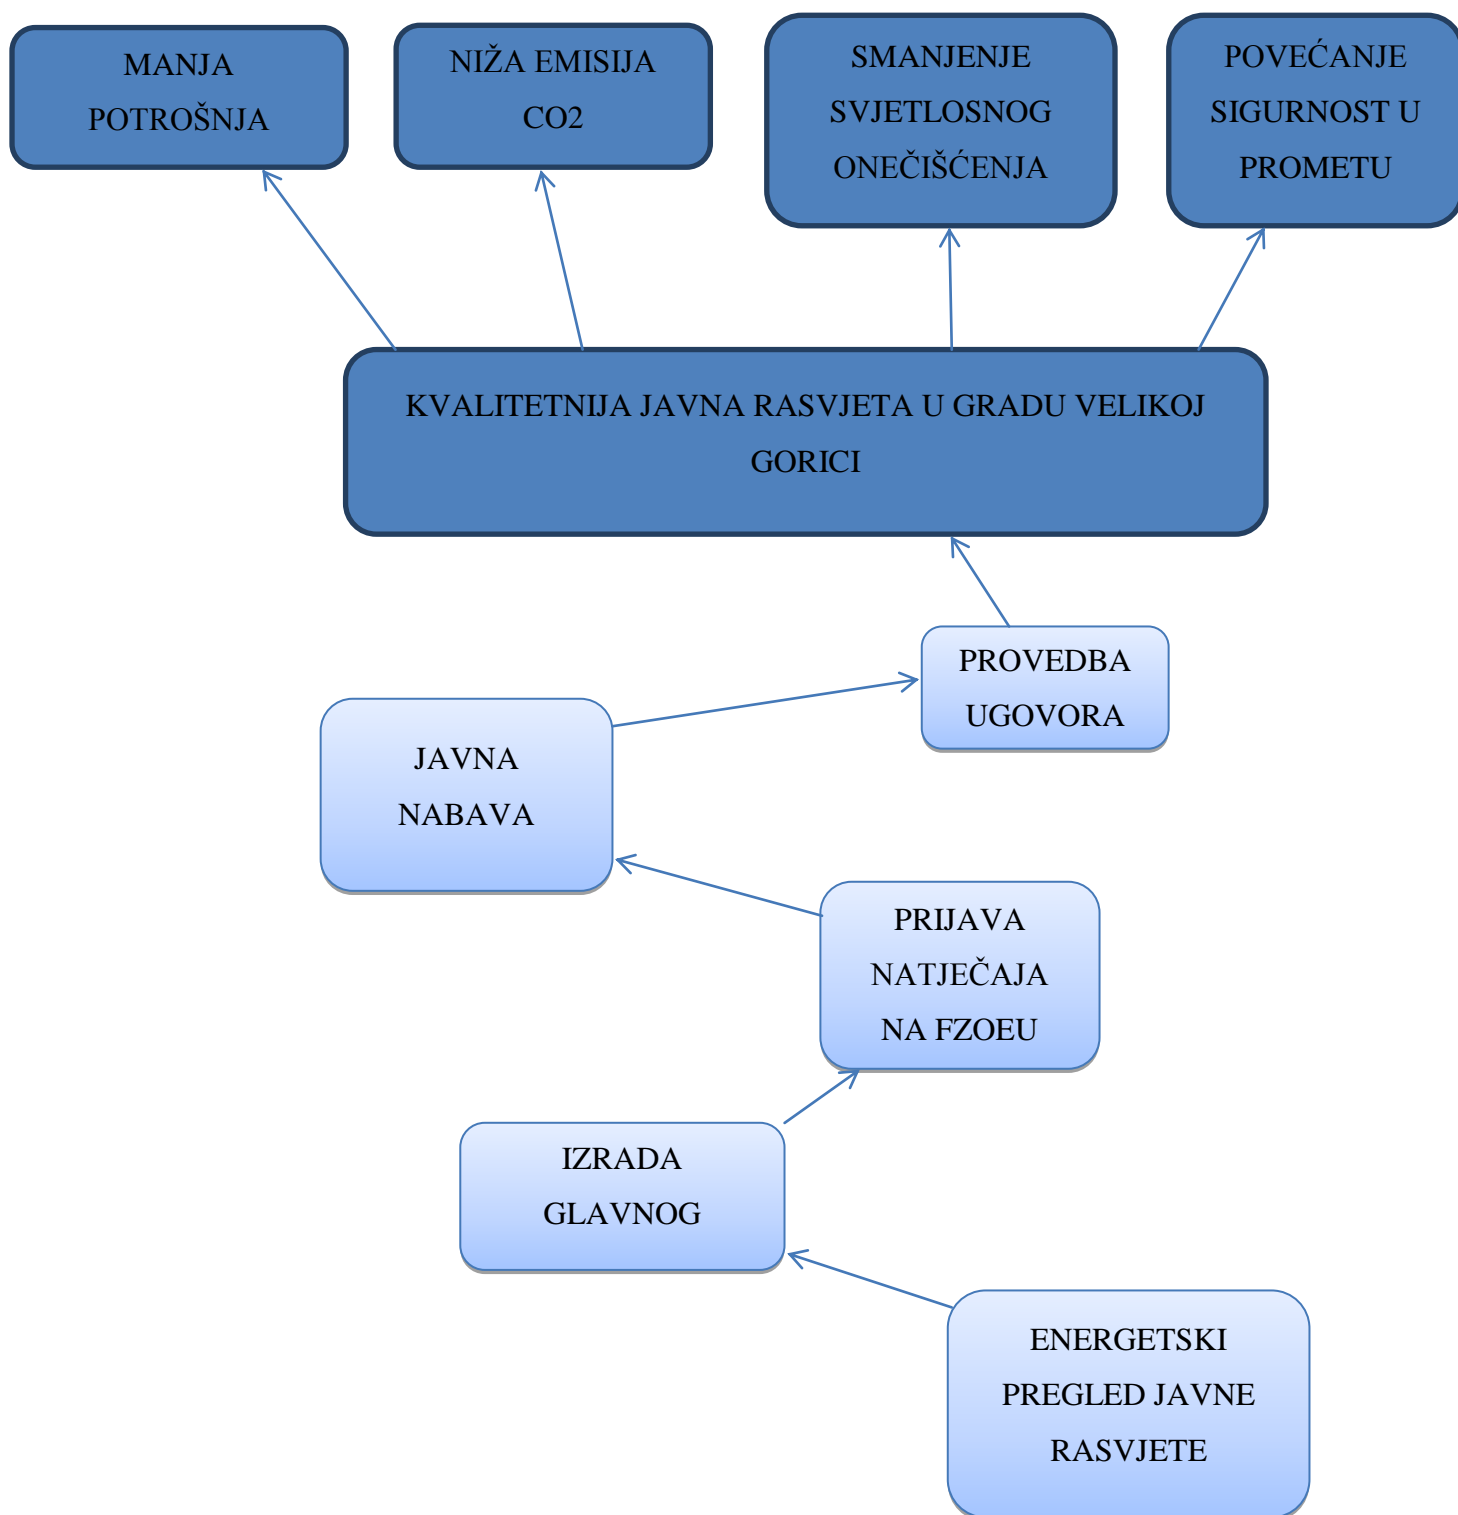 MANJA
POTROŠNJA
NIŽA EMISIJA
CO2
SMANJENJE
SVJETLOSNOG
ONEČIŠĆENJA
POVEĆANJE
SIGURNOST U
PROMETU
KVALITETNIJA JAVNA RASVJETA U GRADU VELIKOJ
GORICI
PROVEDBA
UGOVORA
JAVNA
NABAVA
PRIJAVA
NATJEČAJA
NA FZOEU
IZRADA
GLAVNOG
ENERGETSKI
PREGLED JAVNE
RASVJETE